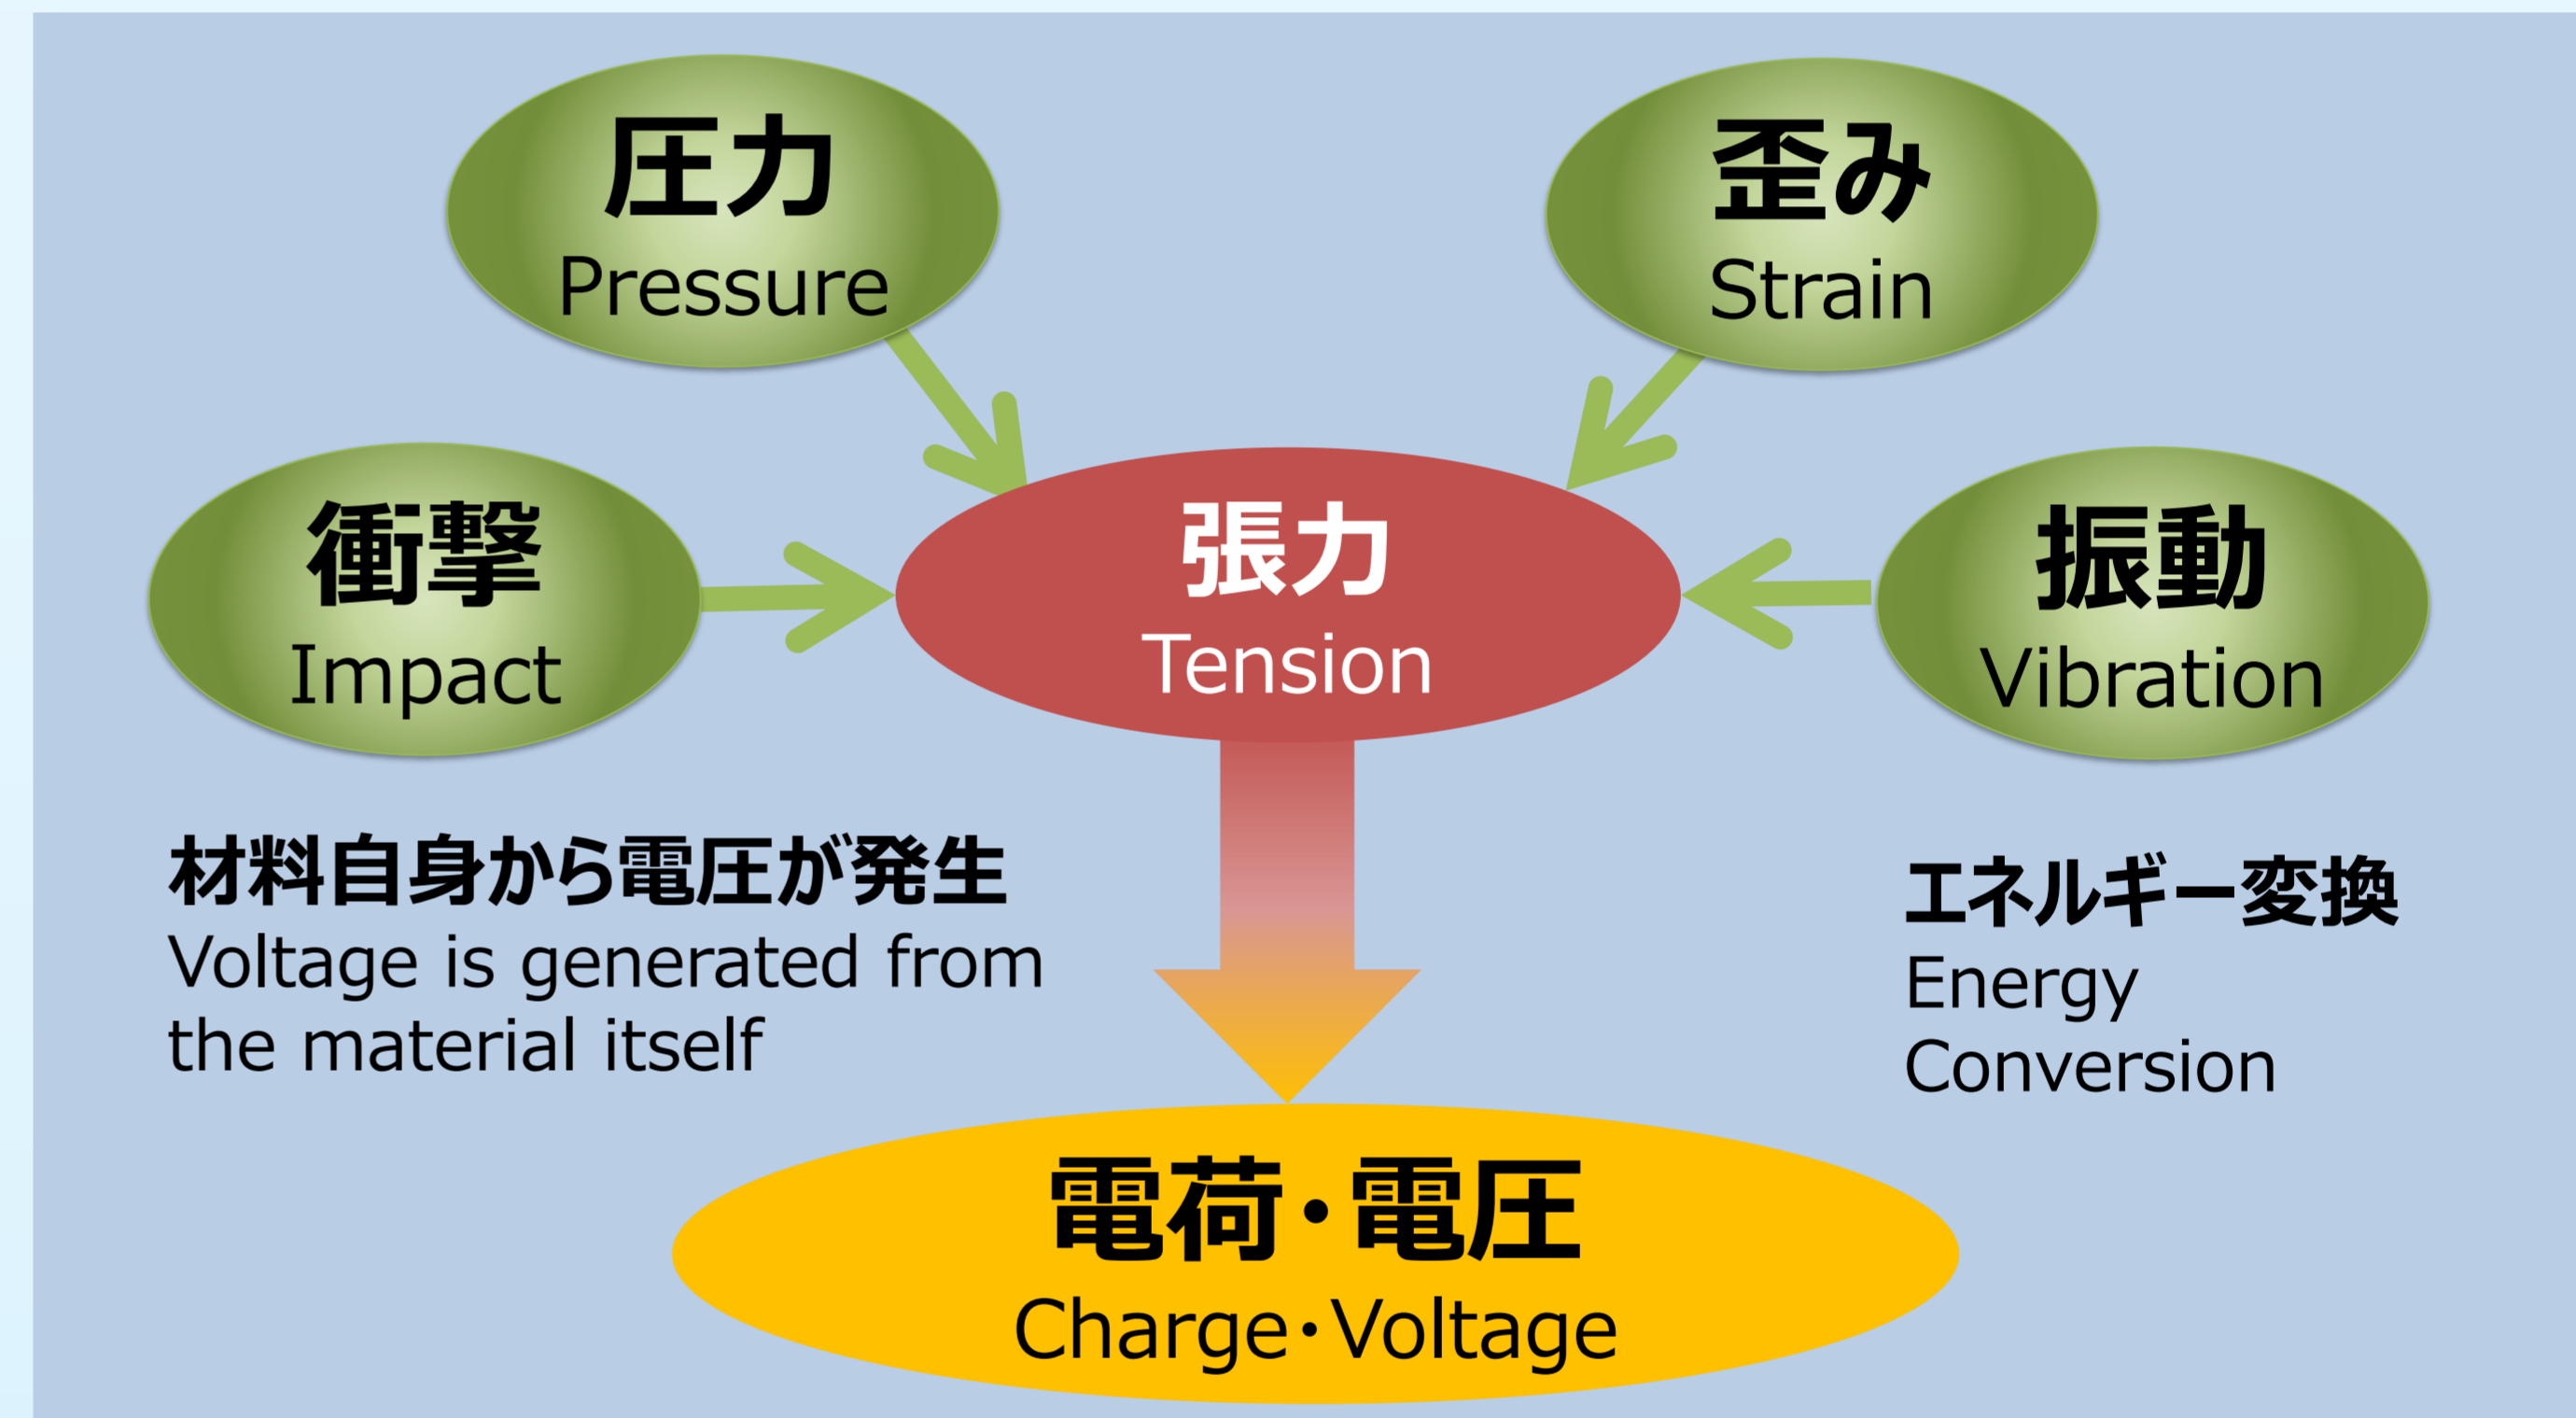 圧力
Pressure
歪み
Strain
衝撃
Impact
張力
Tension
振動
Vibration
材料自身から電圧が発生
Voltage is generated from
the material itself
エネルギー変換
Energy
Conversion
電荷・電圧
Charge・Voltage